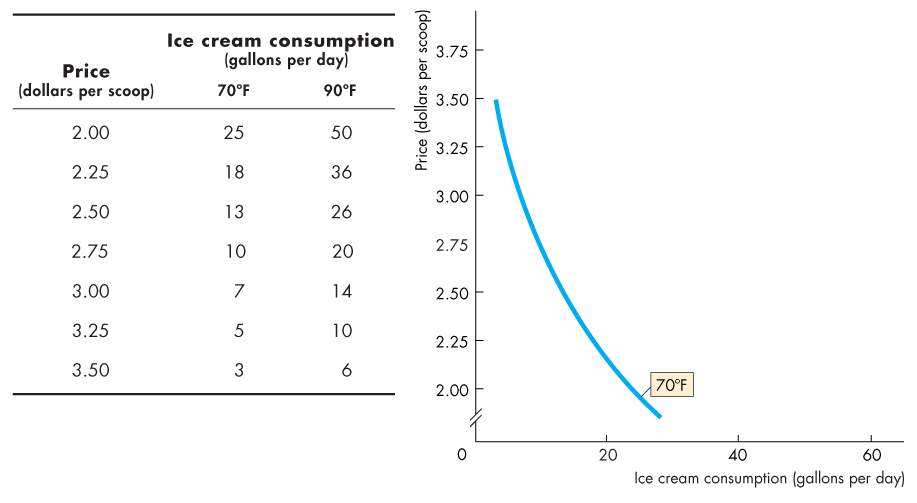 Ice cream consumption
(gallons per day)
Price
(dollars per scoop) 70°F 90°F
2.00 25 50
2.25 18 36
2.50 13 26
2.75 10 20
3.00 7 14
3.25 5 10
3.50 3 6
Price (dollars per scoop)
3.75
3.50
3.25
3.00
2.75
2.50
2.25
2.00
70°F
0 20 40 60
Ice cream consumption (gallons per day)